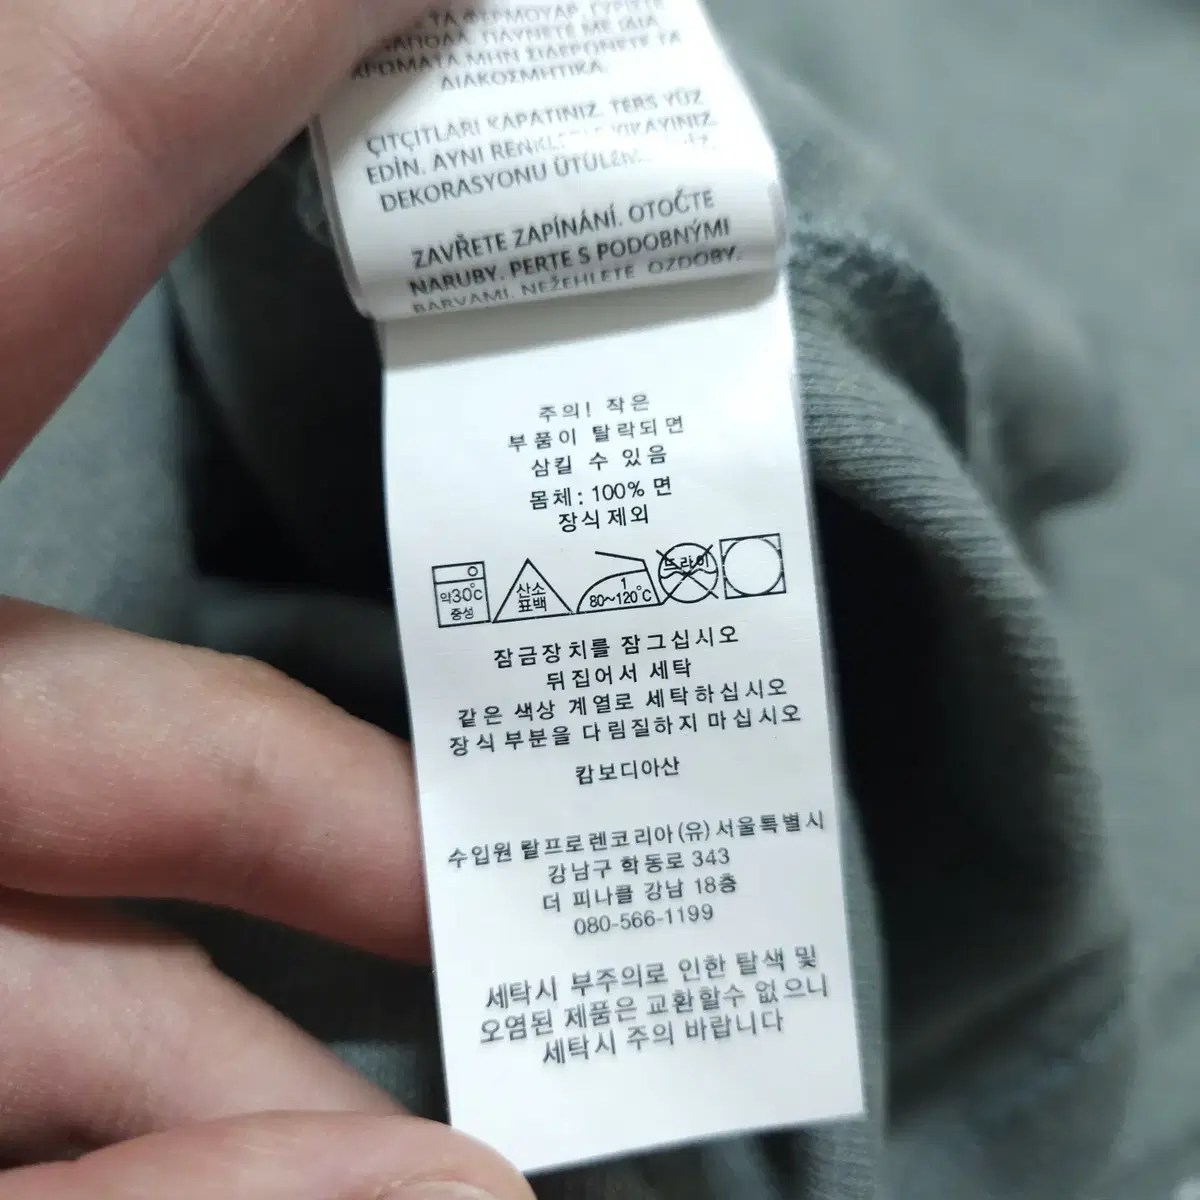 ΤΑ ΦΕΡΜΟΥΑΡ. ΓΥΡΙΣΤΕ
ΑΝΑΠΟΔΑ. ΠΛΥΝΕΤΕ ΜΕ ΙΔΙΑ
ΧΡΩΜΑΤΑ.ΜΗΝ ΣΙΔΕΡΩΝΕΤΕ ΤΑ
ΔΙΑΚΟΣΜΗΤΙΚΑ.
ÇITÇITLARI KAPATINIZ. TERS YÜZ
EDİN. AYNI YIKAYINIZ.
DEKORASYONU
ZAVŘETE ZAPÍNÁNÍ. OTOČTE
NARUBY. PERTE S PODOBNÝMI
BARVAMI. NEŽEHLETE OZDOBY.
주의! 작은
부품이 탈락되면
삼킬 수 있음
몸체: 100% 면
장식제외
약30℃
중성
산소
표백
1
80~120℃
드라이
잠금장치를 잠그십시오
뒤집어서 세탁
같은 색상 계열로 세탁하십시오
장식부분을 다림질하지 마십시오
캄보디아산
수입원 랄프로렌코리아(유)서울특별시
강남구 학동로 343
더 피나클 강남 18층
080-566-1199
세탁시 부주의로 인한 탈색 및
오염된 제품은 교환할수 없으니
세탁시 주의 바랍니다